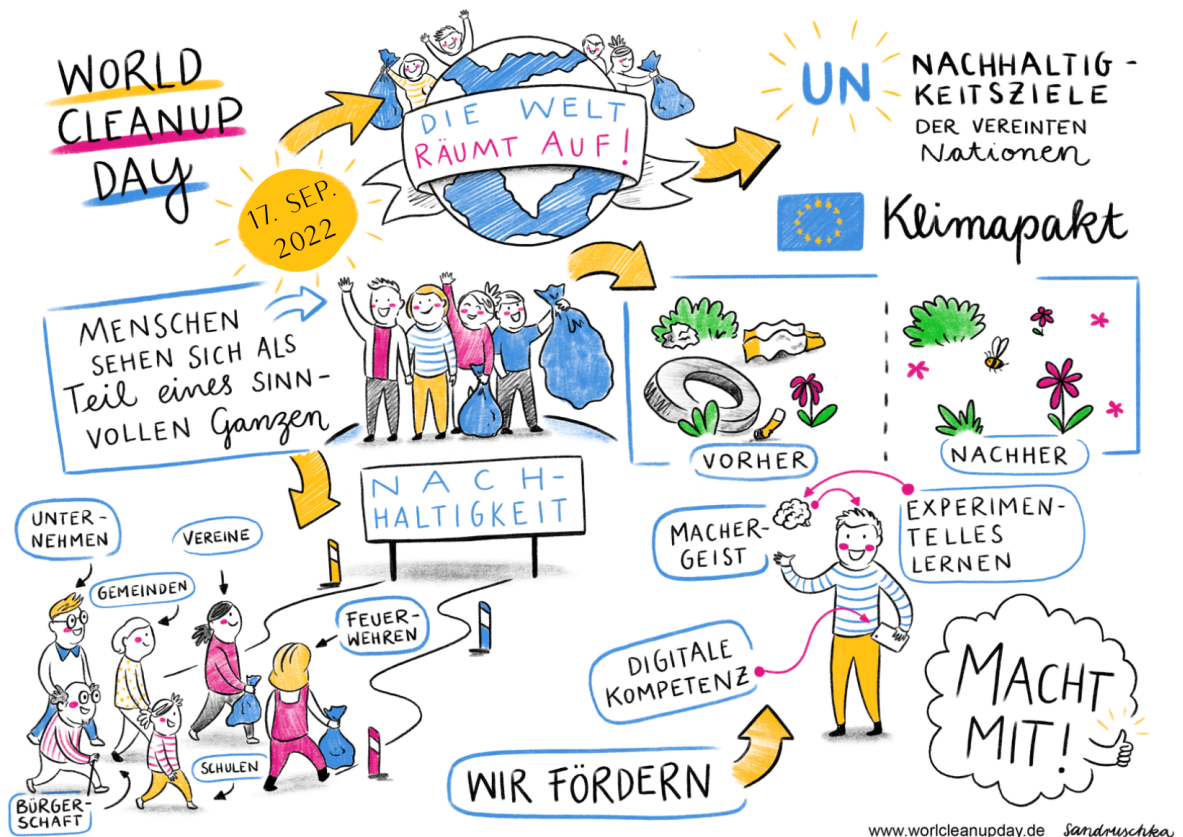 WORLD
CLEANUP
DAY
17. SEP.
2022
DIE WELT
RÄUMT AUF!
UN
NACHHALTIG-
KEITSZIELE
DER VEREINTEN
Nationen
Klimapakt
MENSCHEN
SEHEN SICH ALS
Teil eines SINN-
VOLLEN Ganzen
VORHER
NACHHER
NACH-
HALTIGKEIT
UNTER-
NEHMEN
VEREINE
GEMEINDEN
FEUER-
WEHREN
SCHULEN
BÜRGER-
SCHAFT
MACHER-
GEIST
EXPERIMEN-
TELLES
LERNEN
DIGITALE
KOMPETENZ
WIR FÖRDERN
MACHT
MIT!
www.worlcleanupday.de
Sandruschka